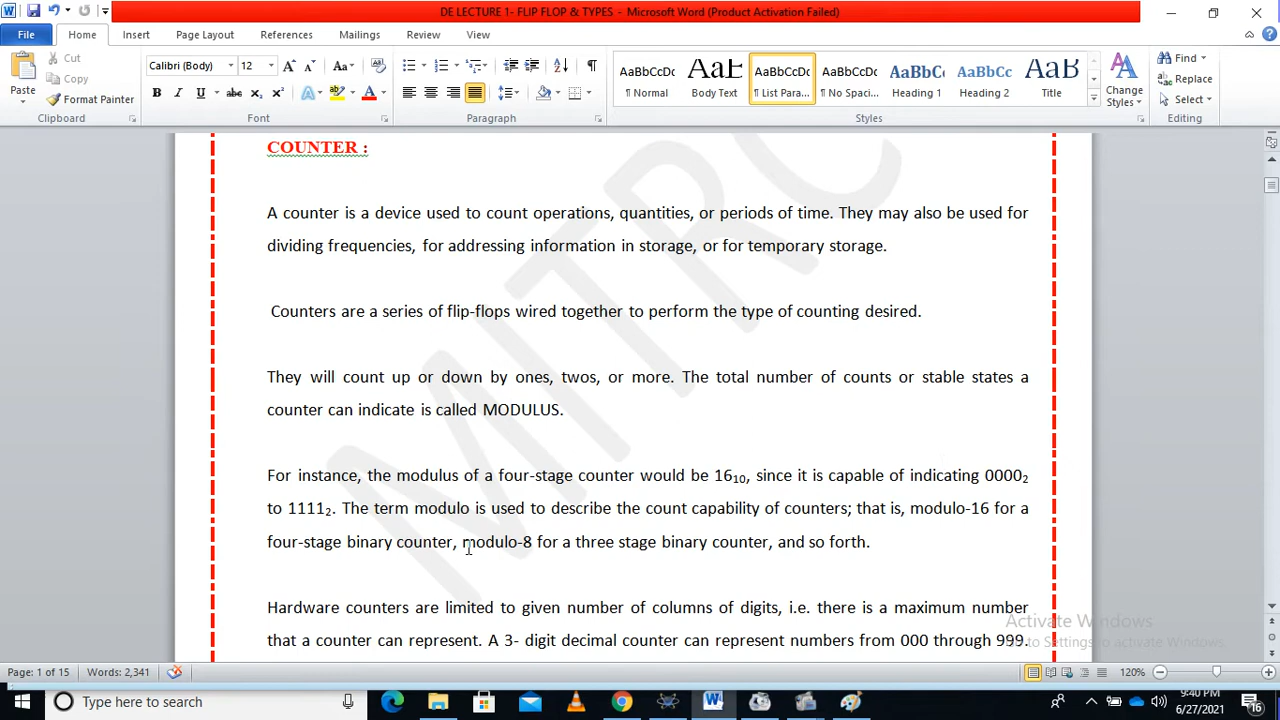 DE LECTURE 1- FLIP FLOP & TYPES - Microsoft Word (Product Activation Failed)
File Home Insert Page Layout References Mailings Review View
Paste
Cut
Copy
Format Painter
Clipboard
Calibri (Body) 12
Font
Paragraph
AaBbCcDc AaBbCc AaBbCcDc AaBbCcDc AaBbCc AaBbCc AaBbCc
¶ Normal Body Text ¶ List Para... ¶ No Spaci... Heading 1 Heading 2 Title
Change Styles
Styles
Find
Replace
Select
Editing
COUNTER :
A counter is a device used to count operations, quantities, or periods of time. They may also be used for
dividing frequencies, for addressing information in storage, or for temporary storage.
Counters are a series of flip-flops wired together to perform the type of counting desired.
They will count up or down by ones, twos, or more. The total number of counts or stable states a
counter can indicate is called MODULUS.
For instance, the modulus of a four-stage counter would be 16₁₀, since it is capable of indicating 0000₂
to 1111₂. The term modulo is used to describe the count capability of counters; that is, modulo-16 for a
four-stage binary counter, modulo-8 for a three stage binary counter, and so forth.
Hardware counters are limited to given number of columns of digits, i.e. there is a maximum number
that a counter can represent. A 3- digit decimal counter can represent numbers from 000 through 999.
MITRC
Activate Windows
Go to Settings to activate Windows.
Page: 1 of 15 Words: 2,341 120%
Type here to search
9:40 PM
6/27/2021
16